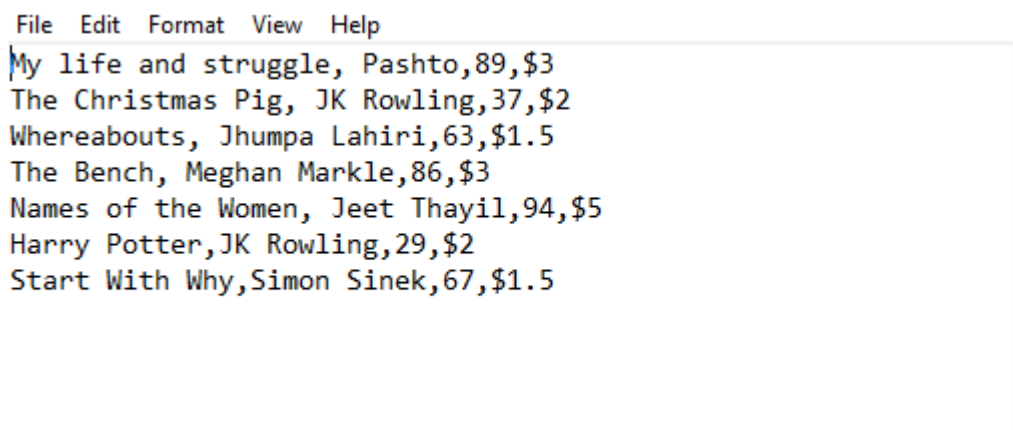 File Edit Format View Help
My life and struggle, Pashto,89,$3
The Christmas Pig, JK Rowling,37,$2
Whereabouts, Jhumpa Lahiri,63,$1.5
The Bench, Meghan Markle,86,$3
Names of the Women, Jeet Thayil,94,$5
Harry Potter,JK Rowling,29,$2
Start With Why,Simon Sinek,67,$1.5